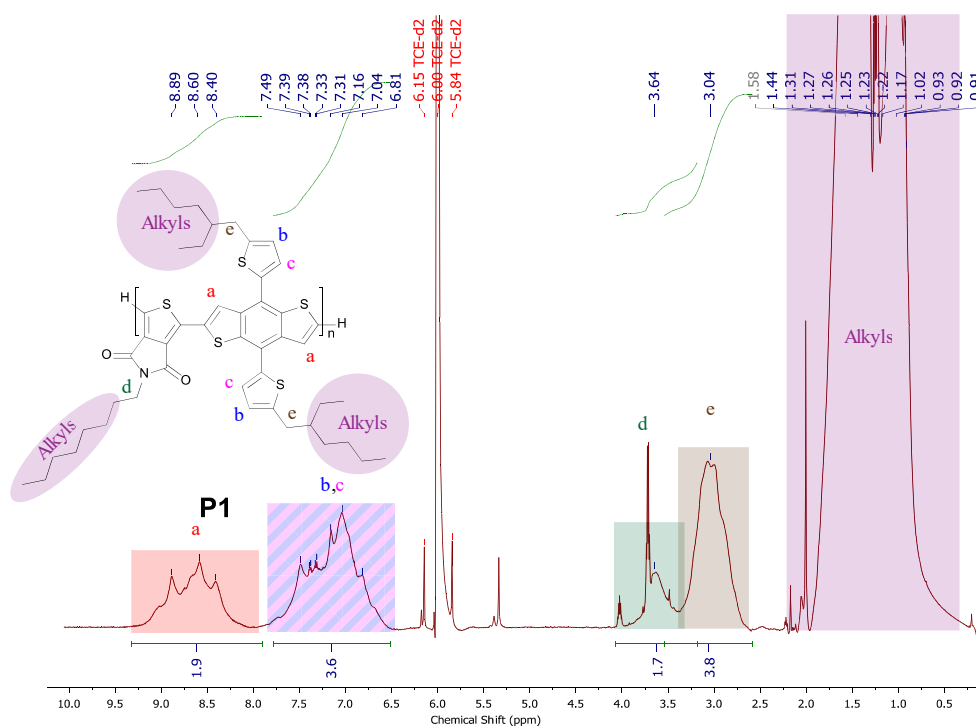 8.89
8.60
8.40
7.49
7.39
7.38
7.33
7.31
7.16
7.04
6.81
6.15 TCE-d2
6.00 TCE-d2
5.84 TCE-d2
3.64
3.04
1.58
1.44
1.31
1.27
1.26
1.25
1.23
1.22
1.17
1.02
0.93
0.92
0.91
Alkyls
e
b
S
c
H
S
a
S
n
H
O
S
a
N
O
c
S
d
b
e
Alkyls
Alkyls
Alkyls
d
e
b,c
P1
a
1.9
3.6
1.7
3.8
10.0 9.5 9.0 8.5 8.0 7.5 7.0 6.5 6.0 5.5 5.0 4.5 4.0 3.5 3.0 2.5 2.0 1.5 1.0 0.5
Chemical Shift (ppm)